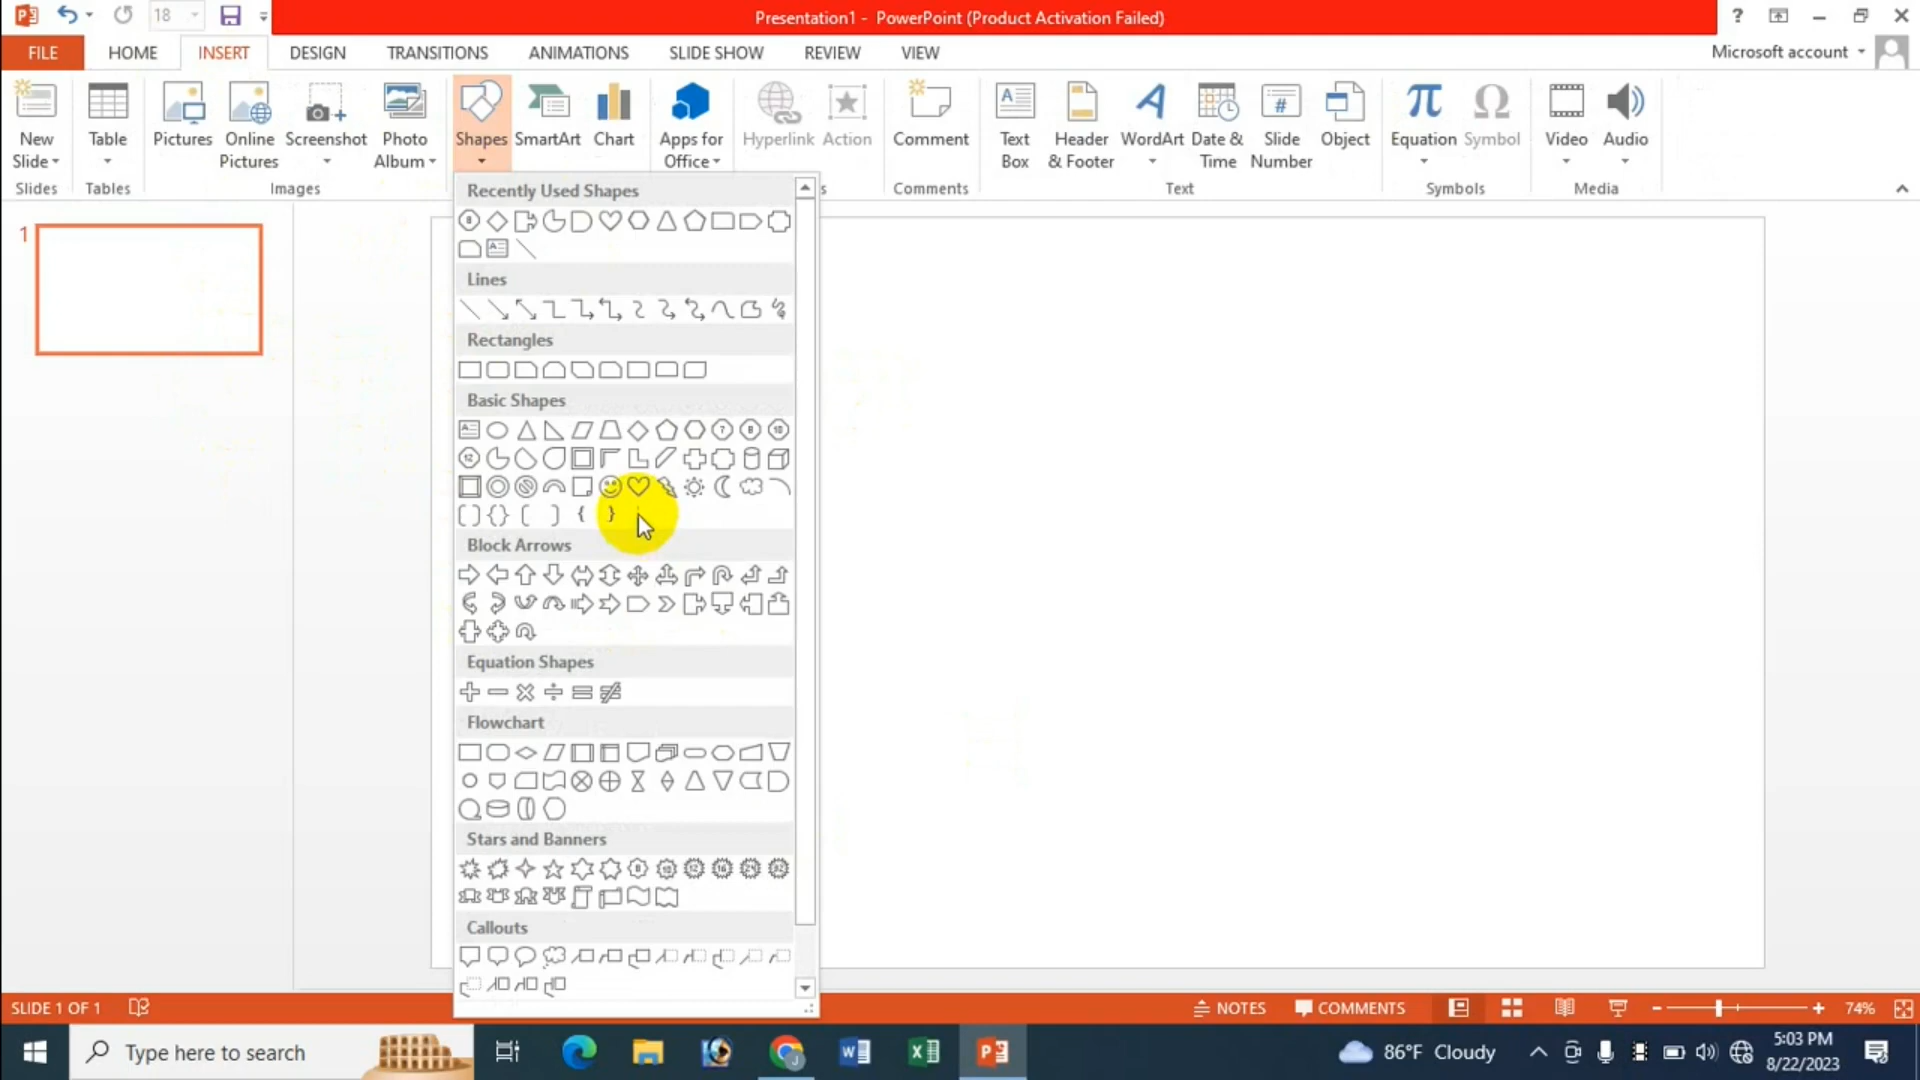 18
Presentation1 - PowerPoint (Product Activation Failed)
?
FILE HOME INSERT DESIGN TRANSITIONS ANIMATIONS SLIDE SHOW REVIEW VIEW
Microsoft account
New Slide
Table
Pictures
Online Pictures
Screenshot
Photo Album
Shapes
SmartArt
Chart
Apps for Office
Hyperlink
Action
Comment
Text Box
Header & Footer
WordArt
Date & Time
Slide Number
Object
Equation
Symbol
Video
Audio
Slides
Tables
Images
s
Comments
Text
Symbols
Media
1
Recently Used Shapes
Lines
Rectangles
Basic Shapes
Block Arrows
Equation Shapes
Flowchart
Stars and Banners
Callouts
SLIDE 1 OF 1
NOTES
COMMENTS
74%
Type here to search
86°F Cloudy
5:03 PM
8/22/2023